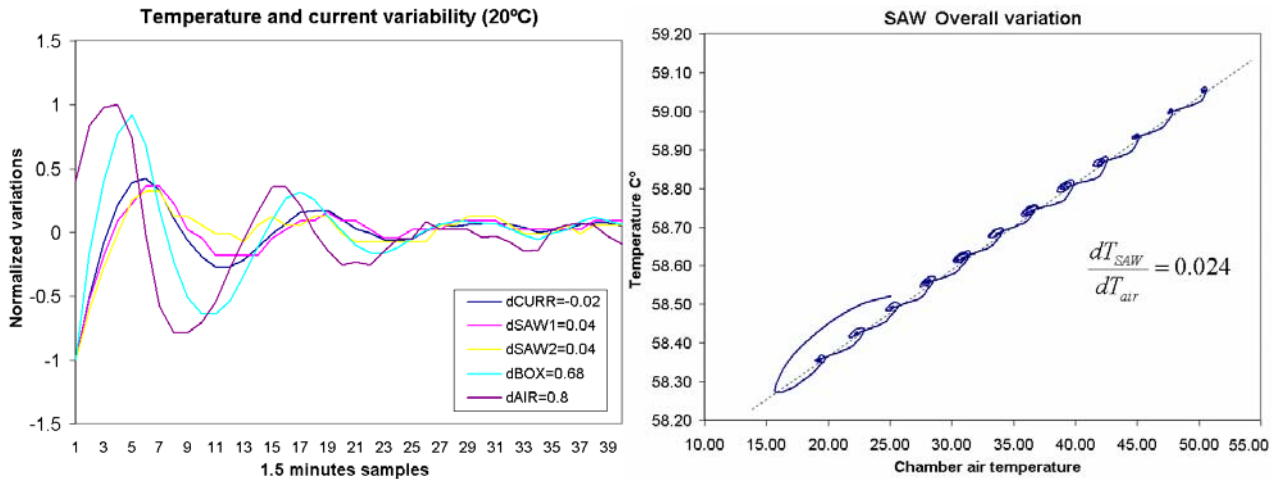 Temperature and current variability (20ºC)
Normalized variations
1.5
1
0.5
0
-0.5
-1
-1.5
dCURR=-0.02
dSAW1=0.04
dSAW2=0.04
dBOX=0.68
dAIR=0.8
1 3 5 7 9 11 13 15 17 19 21 23 25 27 29 31 33 35 37 39
1.5 minutes samples
SAW Overall variation
Temperature Cº
59.20
59.10
59.00
58.90
58.80
58.70
58.60
58.50
58.40
58.30
58.20
dT_SAW
/dT_air = 0.024
10.00 15.00 20.00 25.00 30.00 35.00 40.00 45.00 50.00 55.00
Chamber air temperature